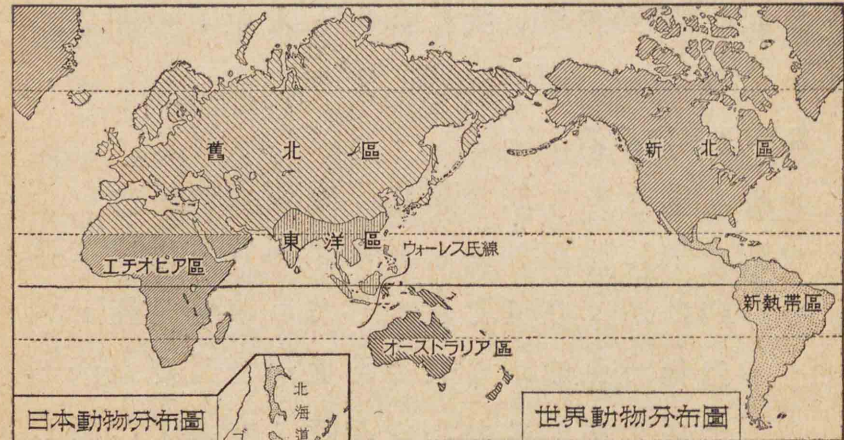 舊北區
新北區
東洋區
ウォーレス氏線
エチオピア區
新熱帯區
オーストラリア區
北海道
日本動物分布圖
世界動物分布圖
ブ